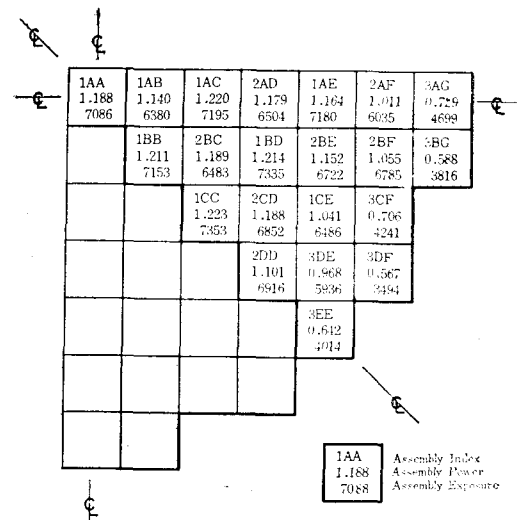 ℄ ℄
1AA 1AB 1AC 2AD 1AE 2AF 3AG
℄ 1.188 1.140 1.220 1.179 1.164 1.011 0.729 ℄
7086 6380 7195 6504 7180 6035 4699
1BB 2BC 1BD 2BE 2BF 3BG
1.211 1.189 1.214 1.152 1.055 0.588
7153 6483 7335 6722 6785 3816
1CC 2CD 1CE 3CF
1.223 1.188 1.041 0.706
7353 6852 6486 4241
2DD 3DE 3DF
1.101 0.968 0.567
6916 5936 3494
3EE
0.642
4014
℄
1AA Assembly Index
1.188 Assembly Power
7088 Assembly Exposure
℄